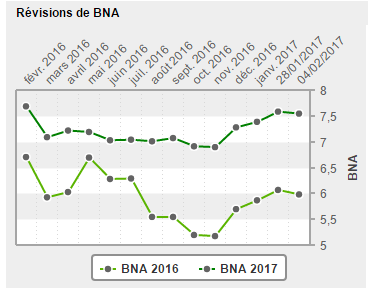 Révisions de BNA
févr. 2016
mars 2016
avril 2016
mai 2016
juin 2016
juil. 2016
août 2016
sept. 2016
oct. 2016
nov. 2016
déc. 2016
janv. 2017
28/01/2017
04/02/2017
8
7,5
7
6,5
6
5,5
5
BNA
BNA 2016
BNA 2017